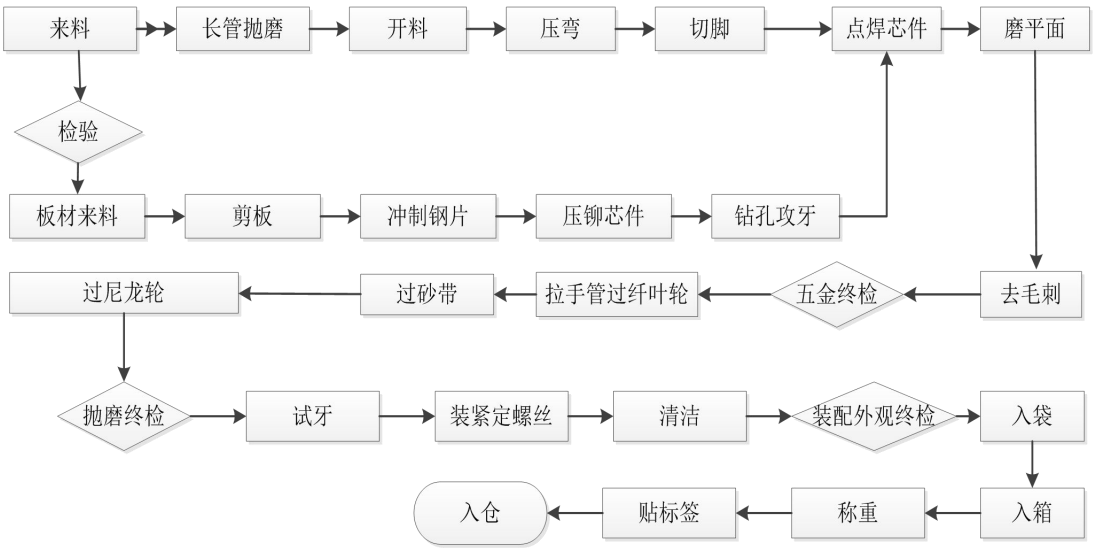 来料
长管抛磨
开料
压弯
切脚
点焊芯件
磨平面
检验
板材来料
剪板
冲制钢片
压铆芯件
钻孔攻牙
过尼龙轮
过砂带
拉手管过纤叶轮
五金终检
去毛刺
抛磨终检
试牙
装紧定螺丝
清洁
装配外观终检
入袋
入仓
贴标签
称重
入箱